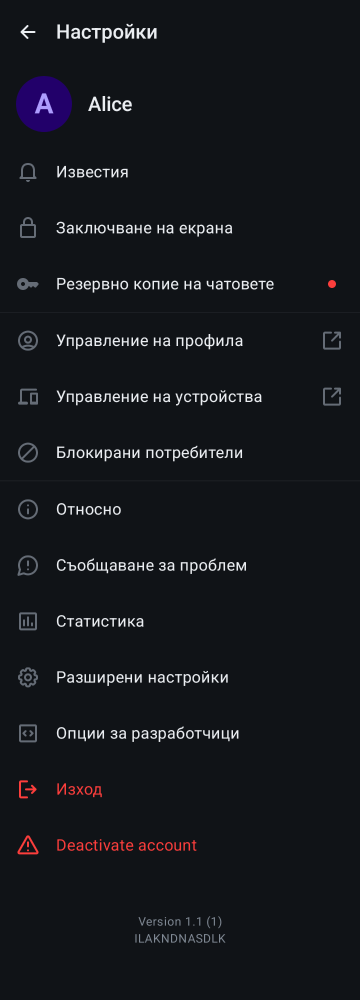 Настройки
A
Alice
Известия
Заключване на екрана
Резервно копие на чатовете
Управление на профила
Управление на устройства
Блокирани потребители
Относно
Съобщаване за проблем
Статистика
Разширени настройки
Опции за разработчици
Изход
Deactivate account
Version 1.1 (1)
ILAKNDNASDLK